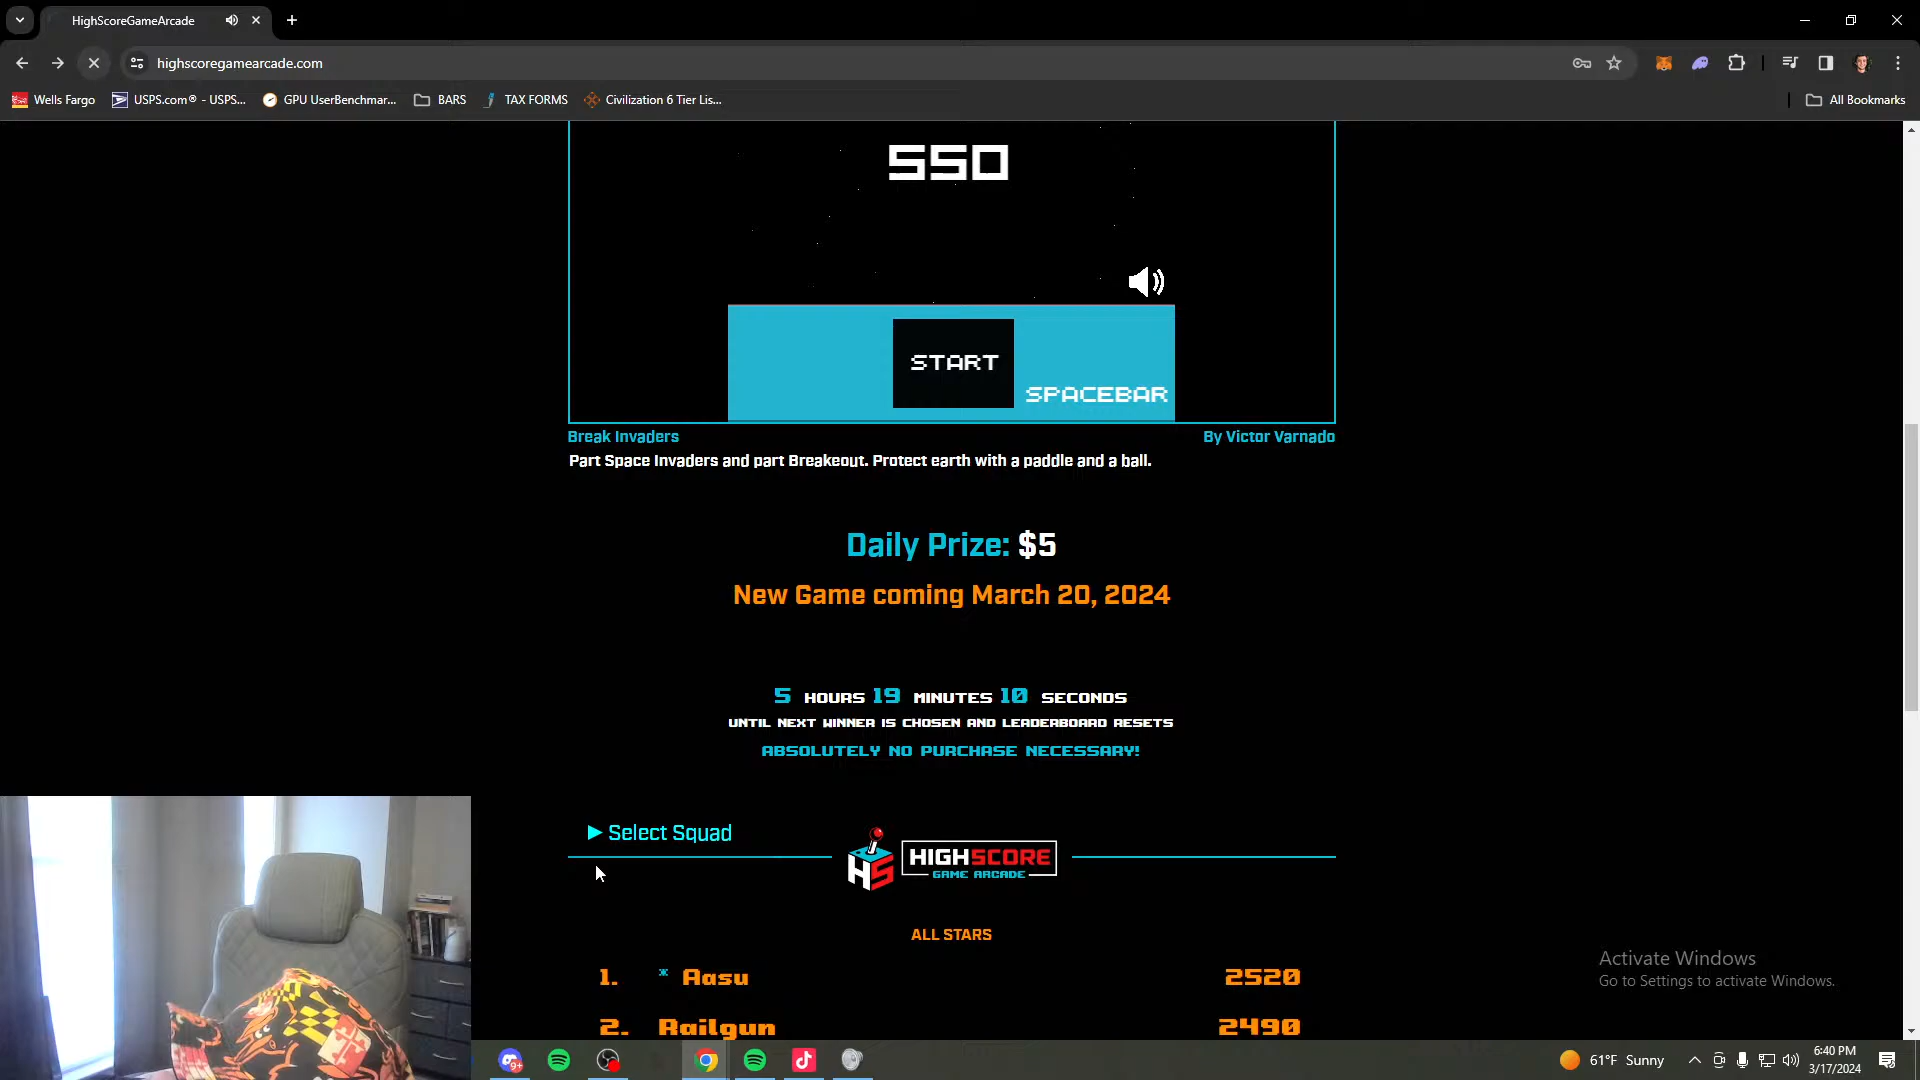 HighScoreGameArcade
highscoregamearcade.com
Wells Fargo
USPS.com® - USPS...
GPU UserBenchmar...
BARS
TAX FORMS
Civilization 6 Tier Lis...
All Bookmarks
550
START
SPACEBAR
Break Invaders
By Victor Varnado
Part Space Invaders and part Breakeout. Protect earth with a paddle and a ball.
Daily Prize: $5
New Game coming March 20, 2024
5 HOURS 19 MINUTES 10 SECONDS
UNTIL NEXT WINNER IS CHOSEN AND LEADERBOARD RESETS
ABSOLUTELY NO PURCHASE NECESSARY!
Select Squad
HS HIGHSCORE
GAME ARCADE
ALL STARS
1. * Aasu 2520
2. Railgun 2490
Activate Windows
Go to Settings to activate Windows.
9+
61°F Sunny
6:40 PM
3/17/2024